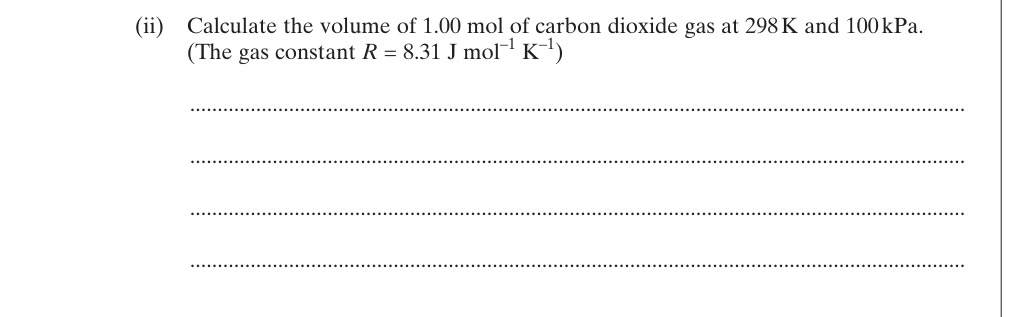 (ii) Calculate the volume of 1.00 mol of carbon dioxide gas at 298 K and 100 kPa.
(The gas constant R = 8.31 J mol⁻¹ K⁻¹)